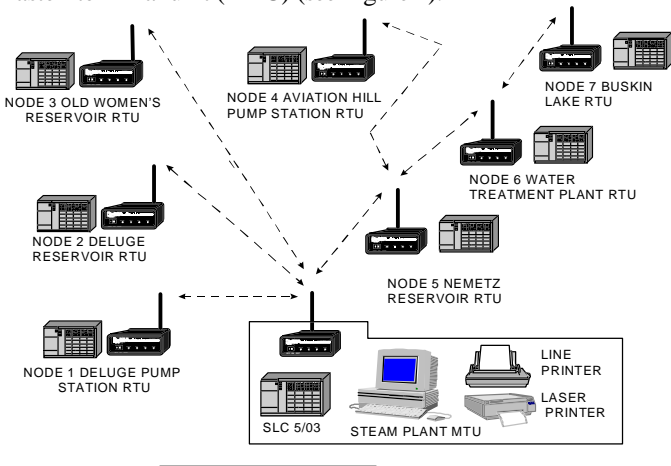 NODE 3 OLD WOMEN'S
RESERVOIR RTU
NODE 4 AVIATION HILL
PUMP STATION RTU
NODE 7 BUSKIN
LAKE RTU
NODE 6 WATER
TREATMENT PLANT RTU
NODE 2 DELUGE
RESERVOIR RTU
NODE 5 NEMETZ
RESERVOIR RTU
NODE 1 DELUGE PUMP
STATION RTU
SLC 5/03
STEAM PLANT MTU
LINE
PRINTER
LASER
PRINTER